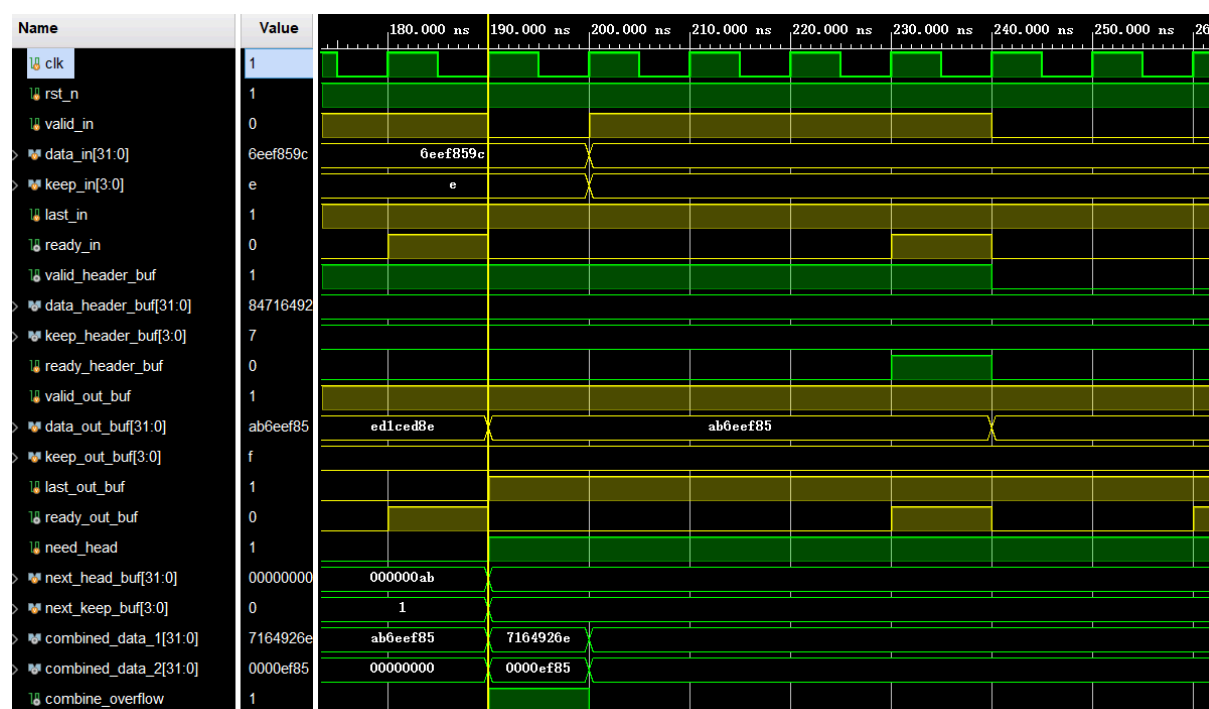 Name Value 180.000 ns 190.000 ns 200.000 ns 210.000 ns 220.000 ns 230.000 ns 240.000 ns 250.000 ns 26
clk 1
rst_n 1
valid_in 0
data_in[31:0] 6eef859c 6eef859c
keep_in[3:0] e e
last_in 1
ready_in 0
valid_header_buf 1
data_header_buf[31:0] 84716492
keep_header_buf[3:0] 7
ready_header_buf 0
valid_out_buf 1
data_out_buf[31:0] ab6eef85 ed1ced8e ab6eef85
keep_out_buf[3:0] f
last_out_buf 1
ready_out_buf 0
need_head 1
next_head_buf[31:0] 00000000 000000ab
next_keep_buf[3:0] 0 1
combined_data_1[31:0] 7164926e ab6eef85 7164926e
combined_data_2[31:0] 0000ef85 00000000 0000ef85
combine_overflow 1